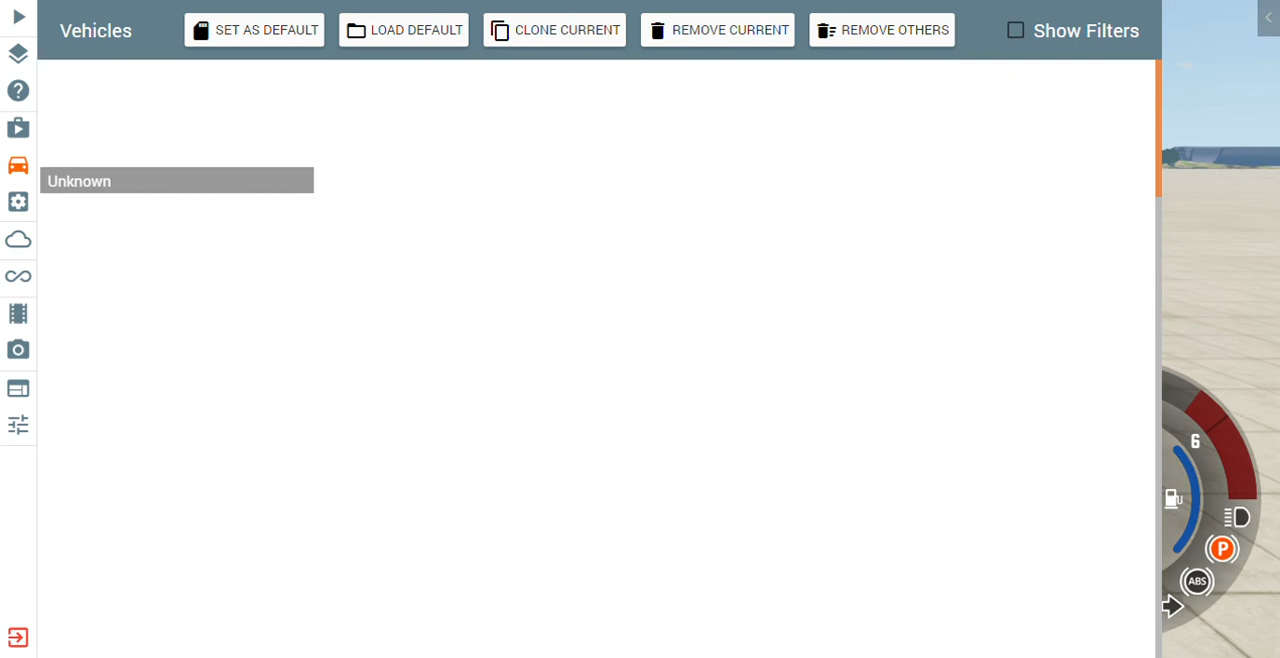 Vehicles
SET AS DEFAULT
LOAD DEFAULT
CLONE CURRENT
REMOVE CURRENT
REMOVE OTHERS
Show Filters
Unknown
6
P
ABS